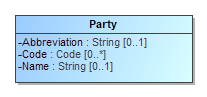 Party
-Abbreviation : String [0..1]
-Code : Code [0..*]
-Name : String [0..1]